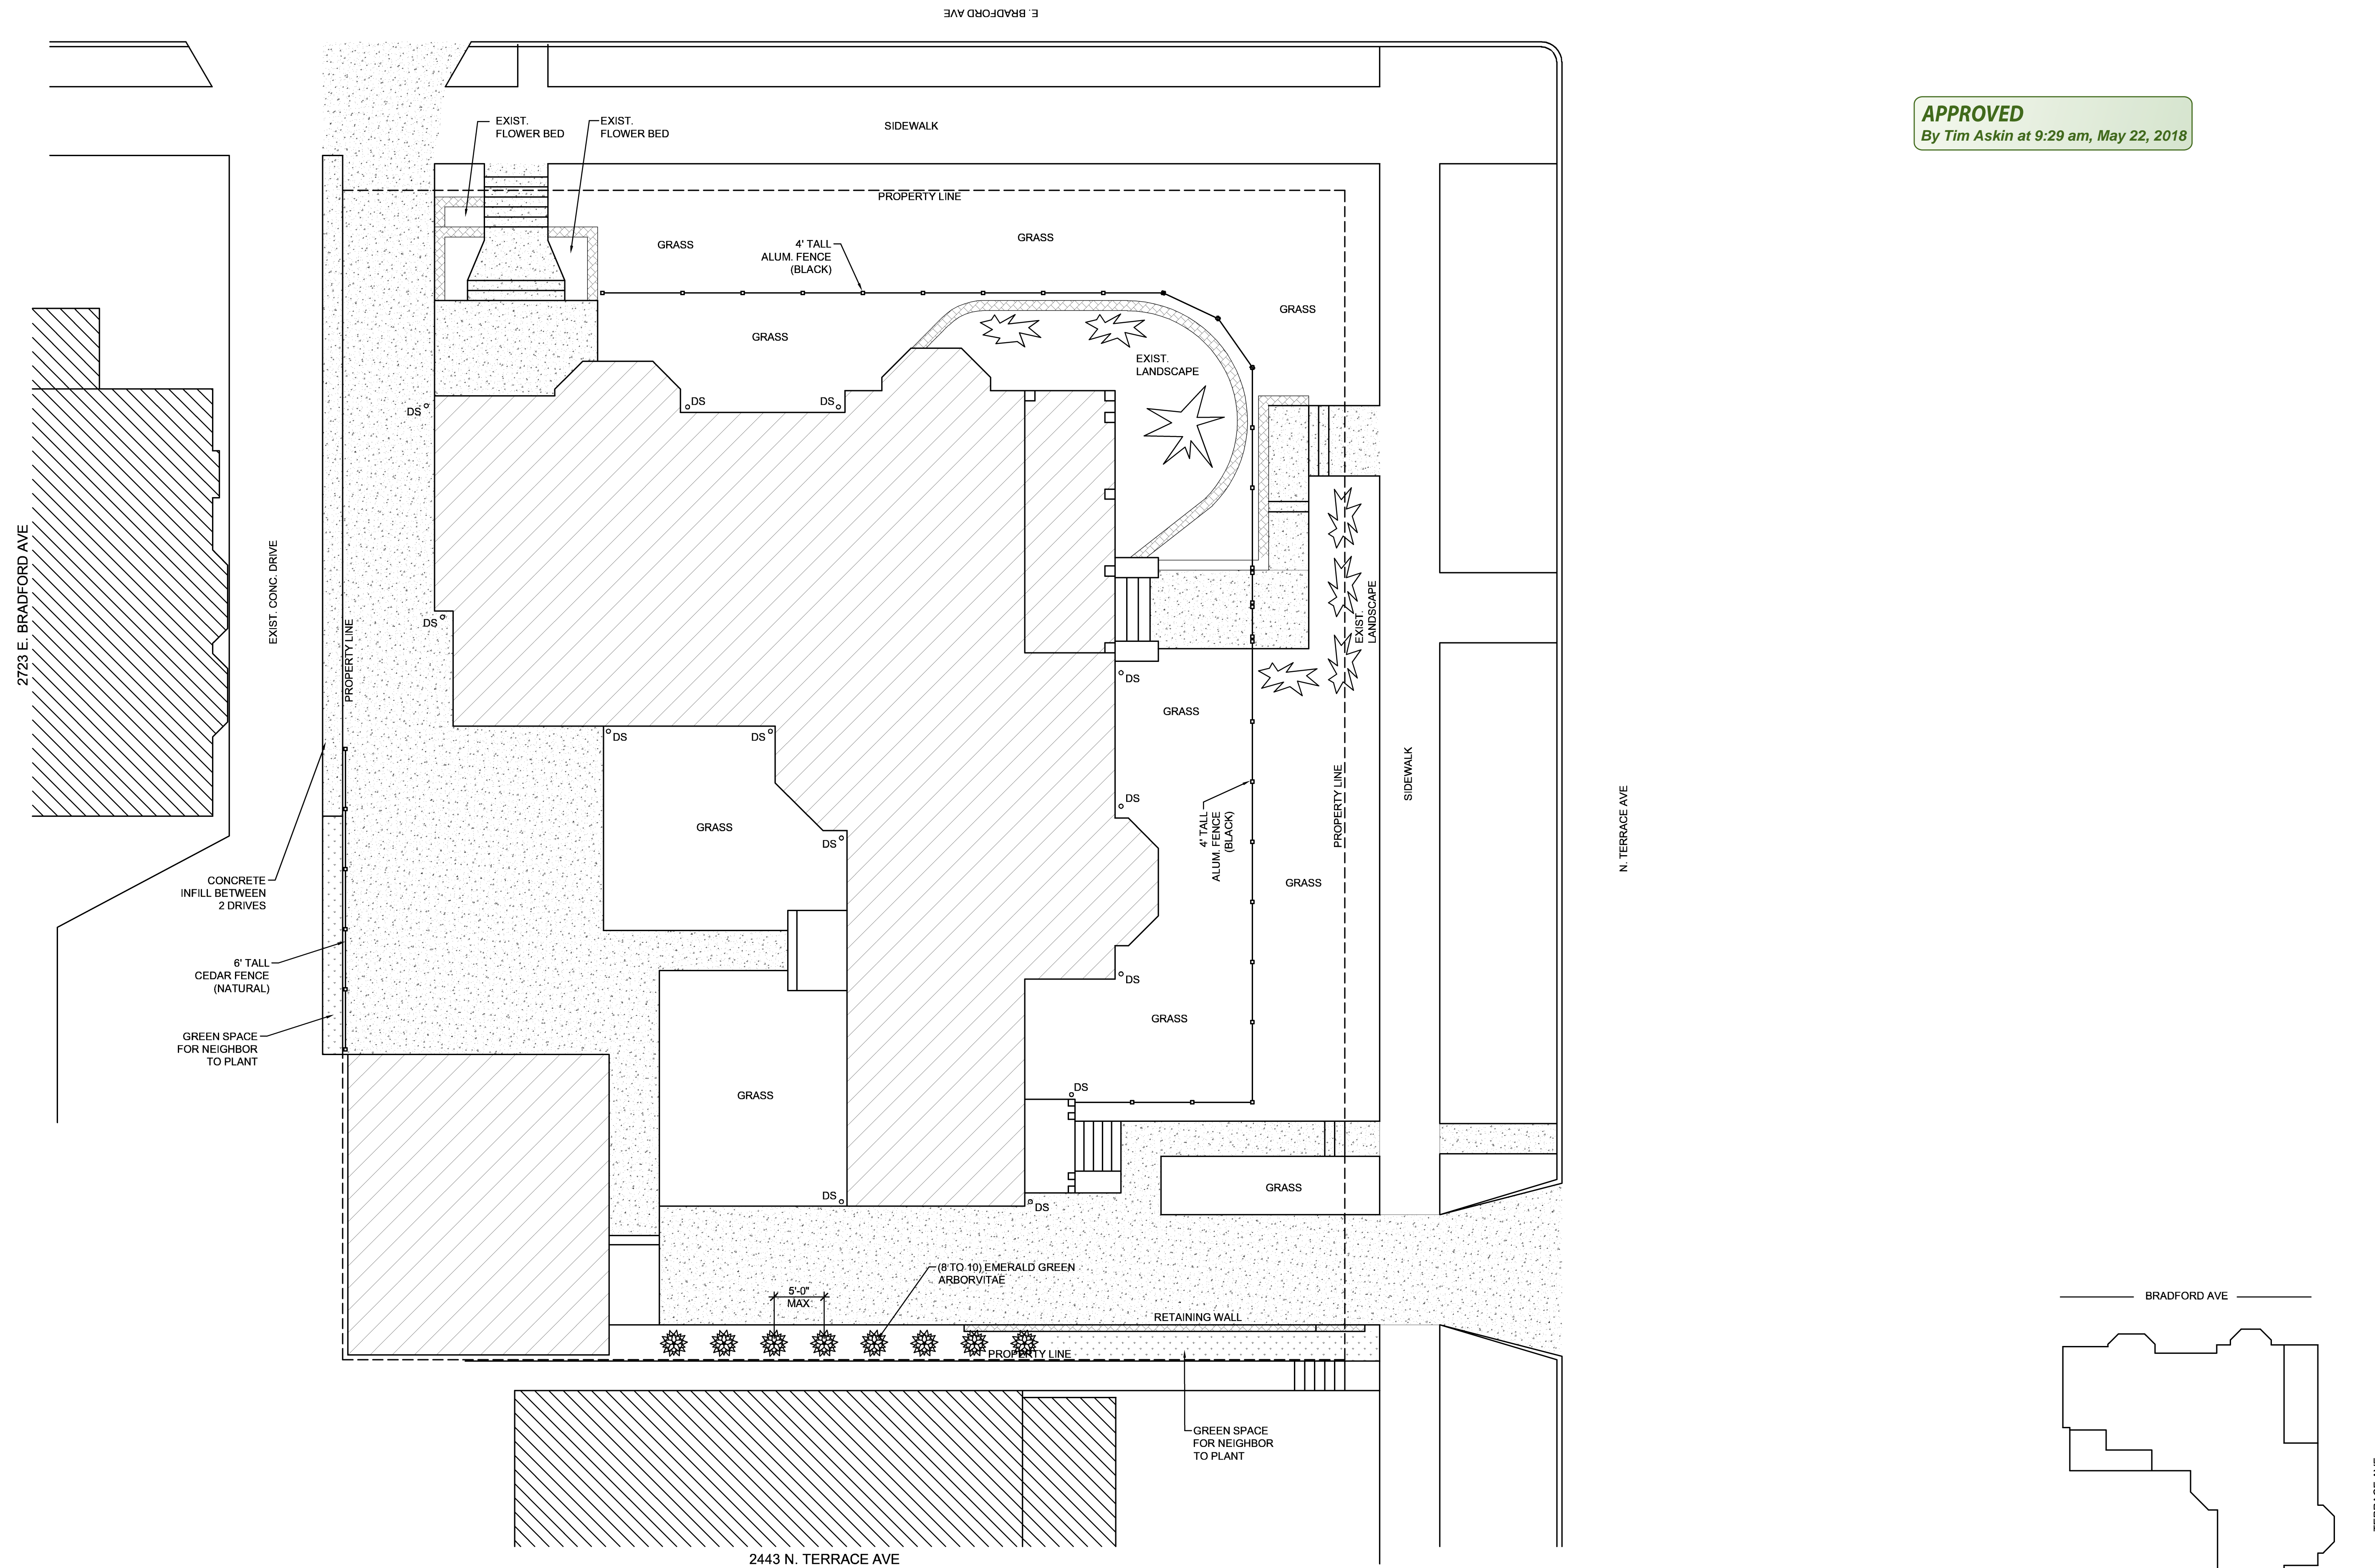 E. BRADFORD AVE
APPROVED
By Tim Askin at 9:29 am, May 22, 2018
EXIST.
FLOWER BED
EXIST.
FLOWER BED
SIDEWALK
PROPERTY LINE
GRASS
4' TALL
ALUM. FENCE
(BLACK)
GRASS
GRASS
GRASS
EXIST.
LANDSCAPE
DS
DS
DS
2723 E. BRADFORD AVE
EXIST. CONC. DRIVE
PROPERTY LINE
DS
EXIST.
LANDSCAPE
DS
GRASS
DS
DS
SIDEWALK
N. TERRACE AVE
PROPERTY LINE
4' TALL
ALUM. FENCE
(BLACK)
DS
GRASS
DS
CONCRETE
INFILL BETWEEN
2 DRIVES
GRASS
6' TALL
CEDAR FENCE
(NATURAL)
DS
GRASS
GREEN SPACE
FOR NEIGHBOR
TO PLANT
GRASS
DS
GRASS
DS
DS
(8 TO 10) EMERALD GREEN
ARBORVITAE
5'-0"
MAX
RETAINING WALL
PROPERTY LINE
BRADFORD AVE
GREEN SPACE
FOR NEIGHBOR
TO PLANT
2443 N. TERRACE AVE